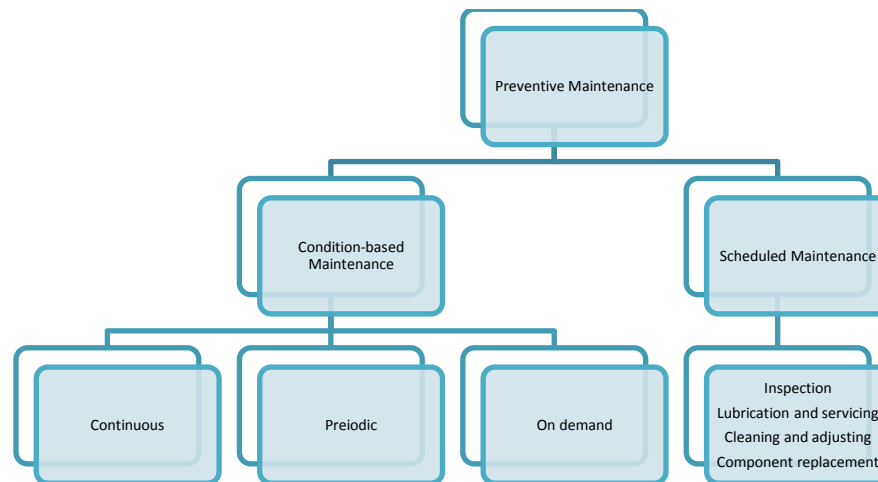 Preventive Maintenance
Condition-based
Maintenance
Scheduled Maintenance
Continuous
Preiodic
On demand
Inspection
Lubrication and servicing
Cleaning and adjusting
Component replacement